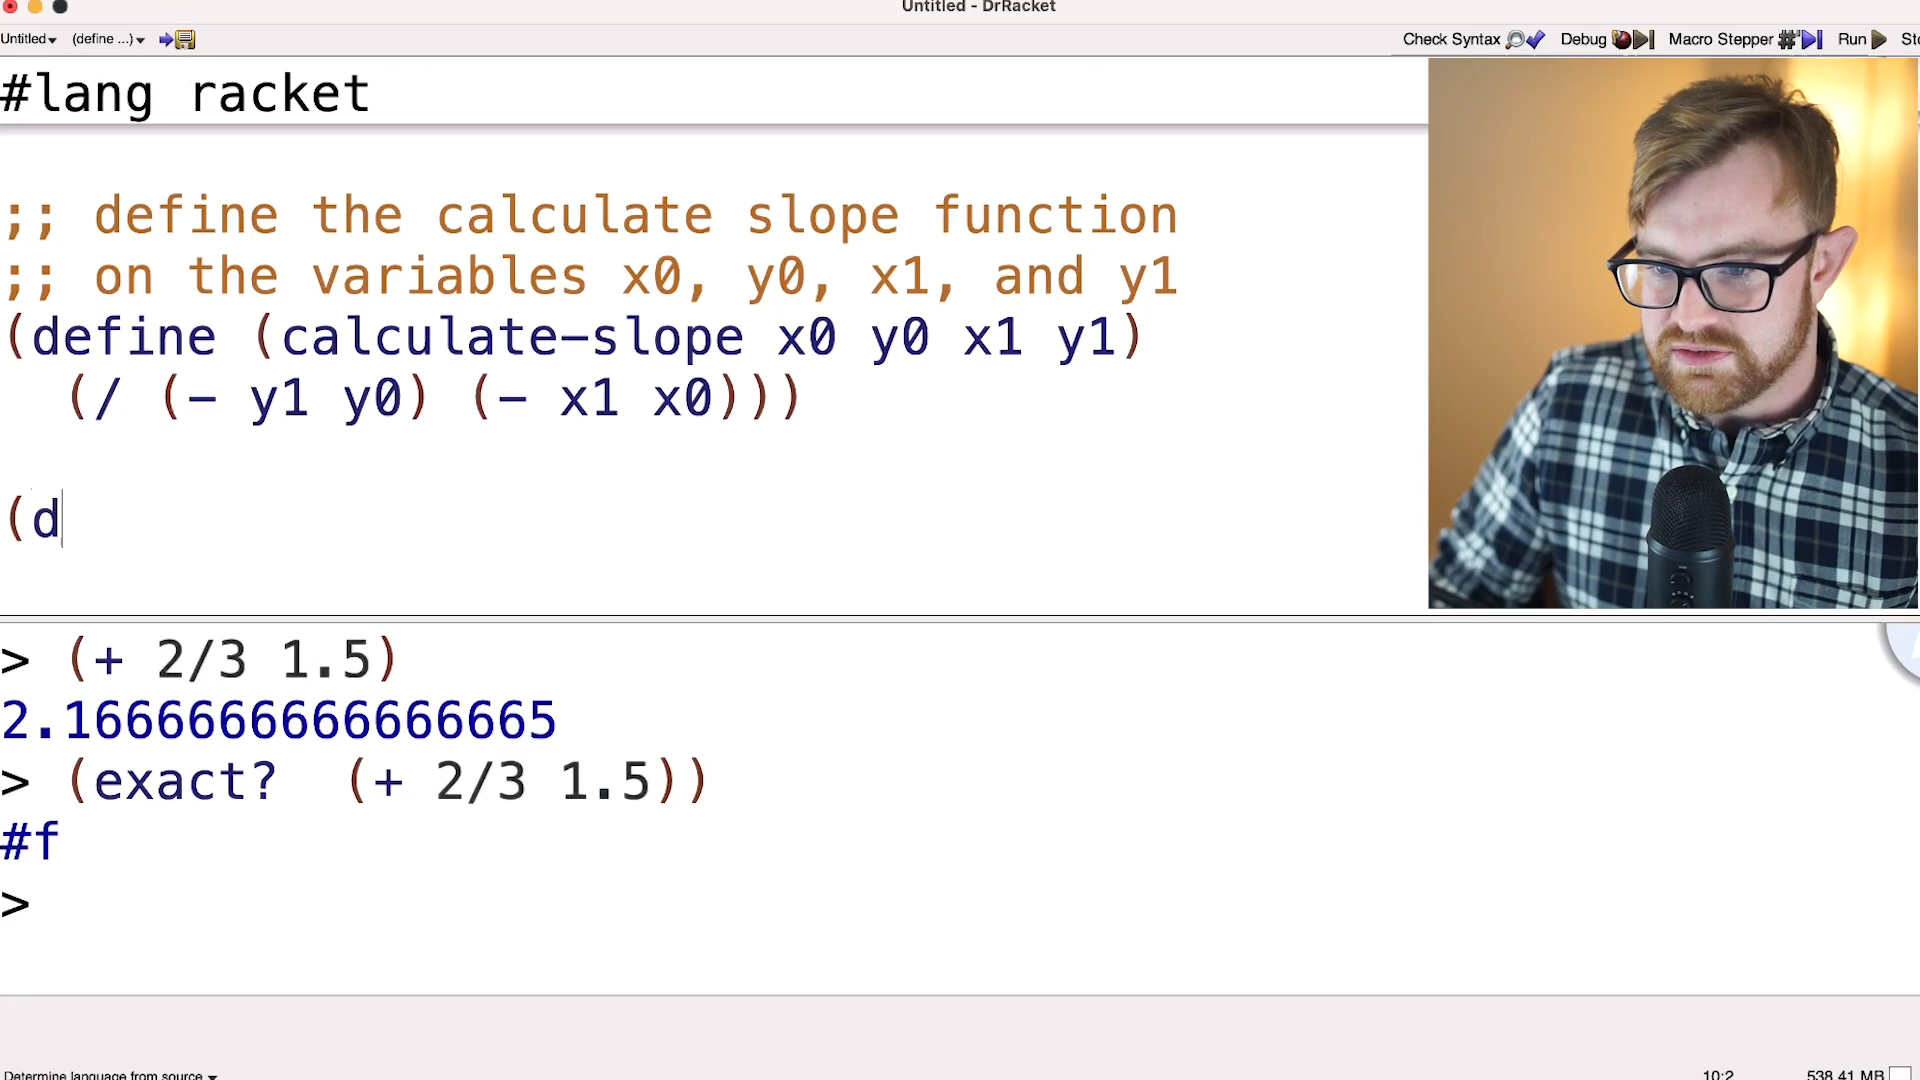 Untitled - DrRacket
Untitled (define ...) Check Syntax Debug Macro Stepper Run
#lang racket
;; define the calculate slope function
;; on the variables x0, y0, x1, and y1
(define (calculate-slope x0 y0 x1 y1)
(/ (- y1 y0) (- x1 x0)))
(d
> (+ 2/3 1.5)
2.1666666666666665
> (exact? (+ 2/3 1.5))
#f
>
Determine language from source 10:2 538.41 MB